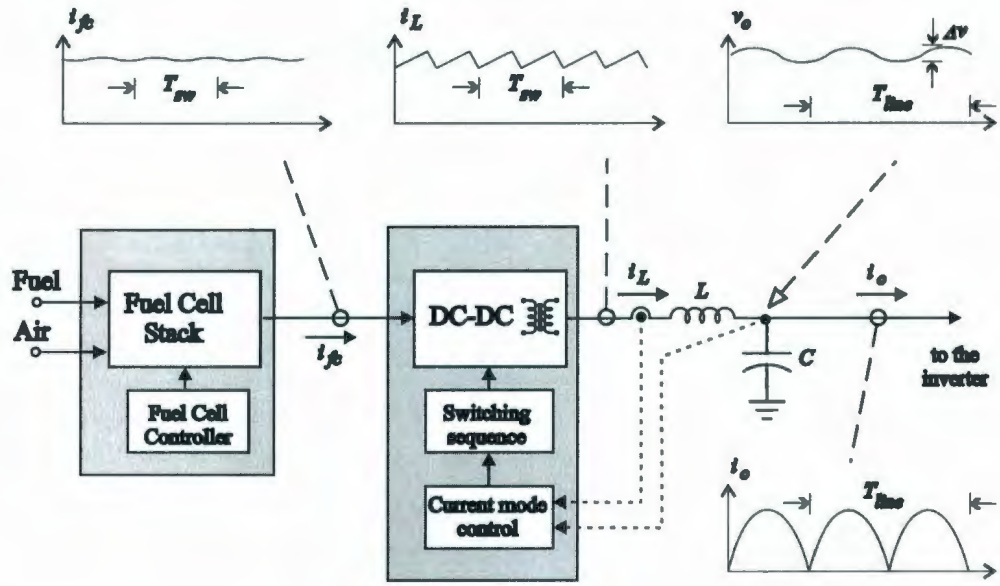 i_fc
T_sw
i_L
T_sw
v_o
Δv
T_line
Fuel
Air
Fuel Cell
Stack
Fuel Cell
Controller
i_fc
DC-DC
Switching
sequence
Current mode
control
i_L
L
C
i_o
to the
inverter
i_o
T_line